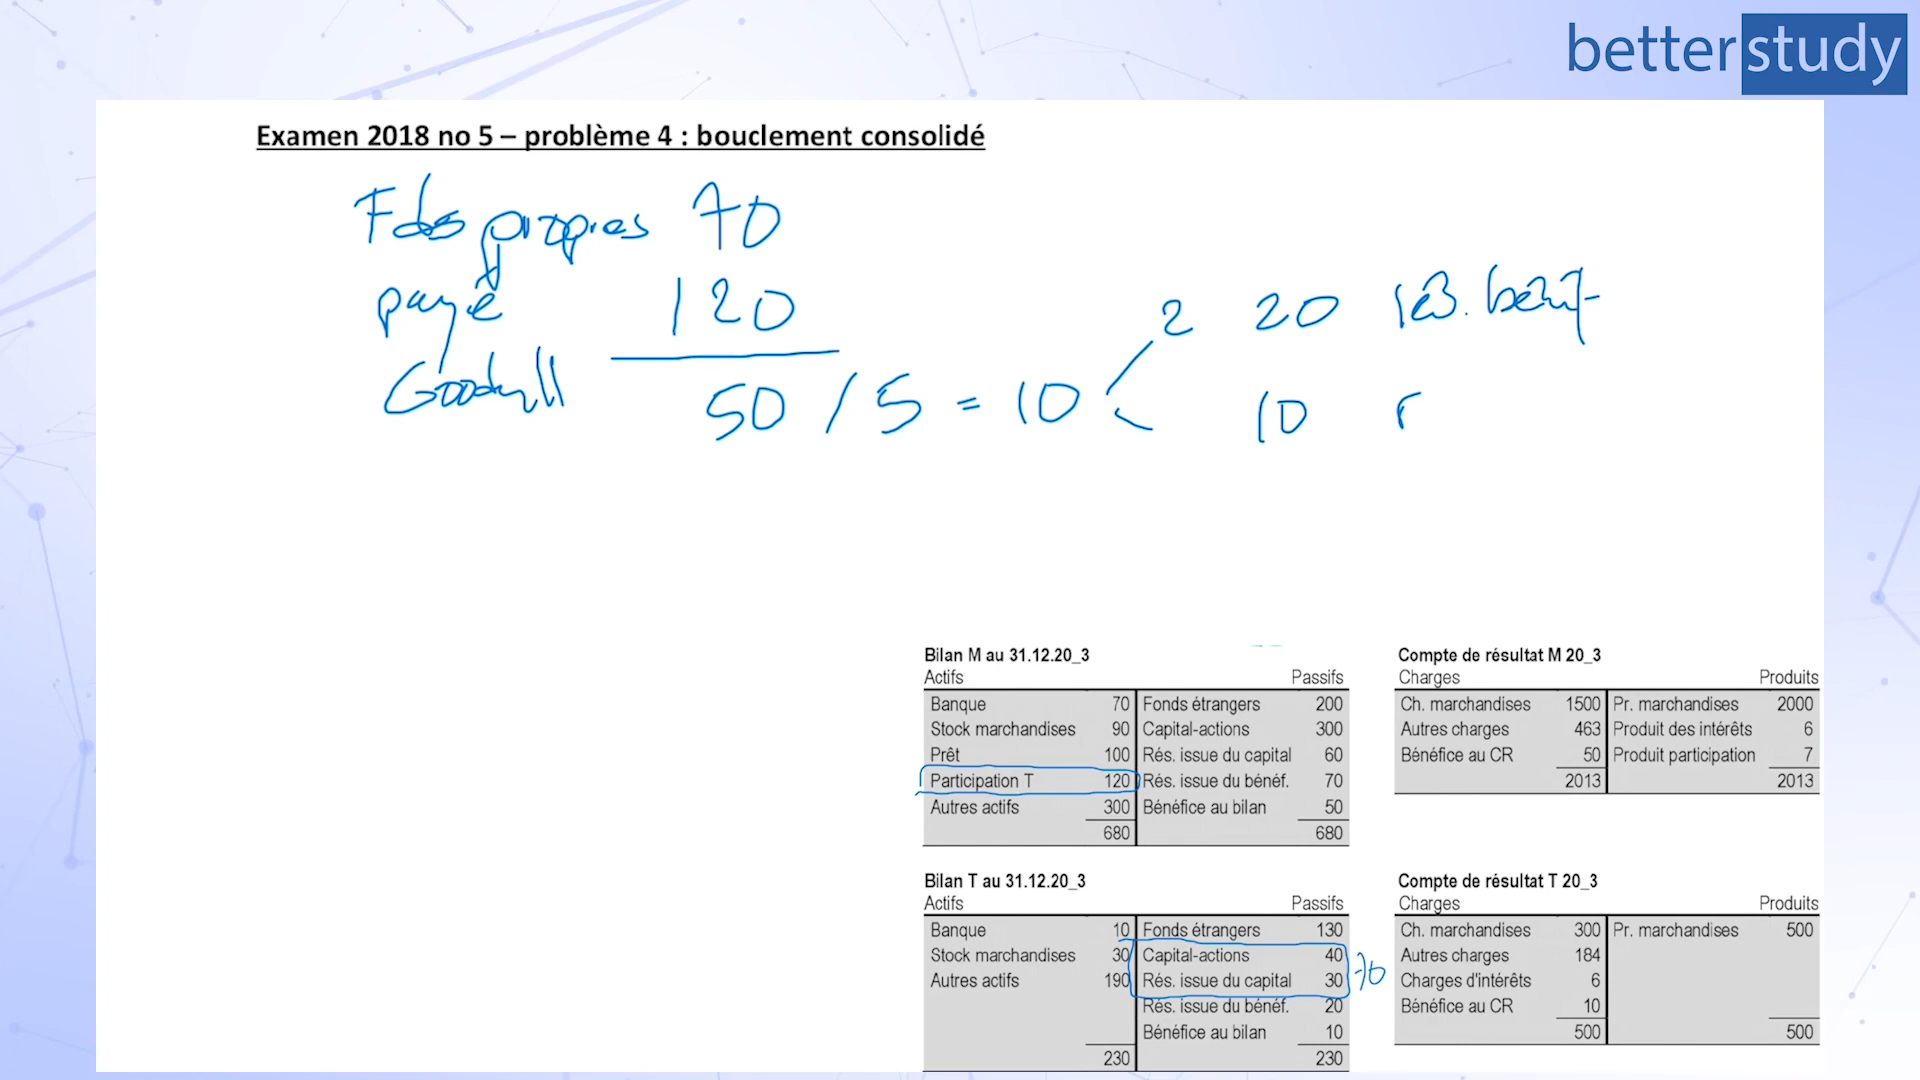 betterstudy
Examen 2018 no 5 – problème 4 : bouclement consolidé
Fds propres 70
payé 120
Goodwill 50 / 5 = 10
2 20 rés. bénéf
10 r
Bilan M au 31.12.20_3
Actifs Passifs
Banque 70 Fonds étrangers 200
Stock marchandises 90 Capital-actions 300
Prêt 100 Rés. issue du capital 60
Participation T 120 Rés. issue du bénéf. 70
Autres actifs 300 Bénéfice au bilan 50
680 680
Compte de résultat M 20_3
Charges Produits
Ch. marchandises 1500 Pr. marchandises 2000
Autres charges 463 Produit des intérêts 6
Bénéfice au CR 50 Produit participation 7
2013 2013
Bilan T au 31.12.20_3
Actifs Passifs
Banque 10 Fonds étrangers 130
Stock marchandises 30 Capital-actions 40
Autres actifs 190 Rés. issue du capital 30 70
Rés. issue du bénéf. 20
Bénéfice au bilan 10
230 230
Compte de résultat T 20_3
Charges Produits
Ch. marchandises 300 Pr. marchandises 500
Autres charges 184
Charges d'intérêts 6
Bénéfice au CR 10
500 500